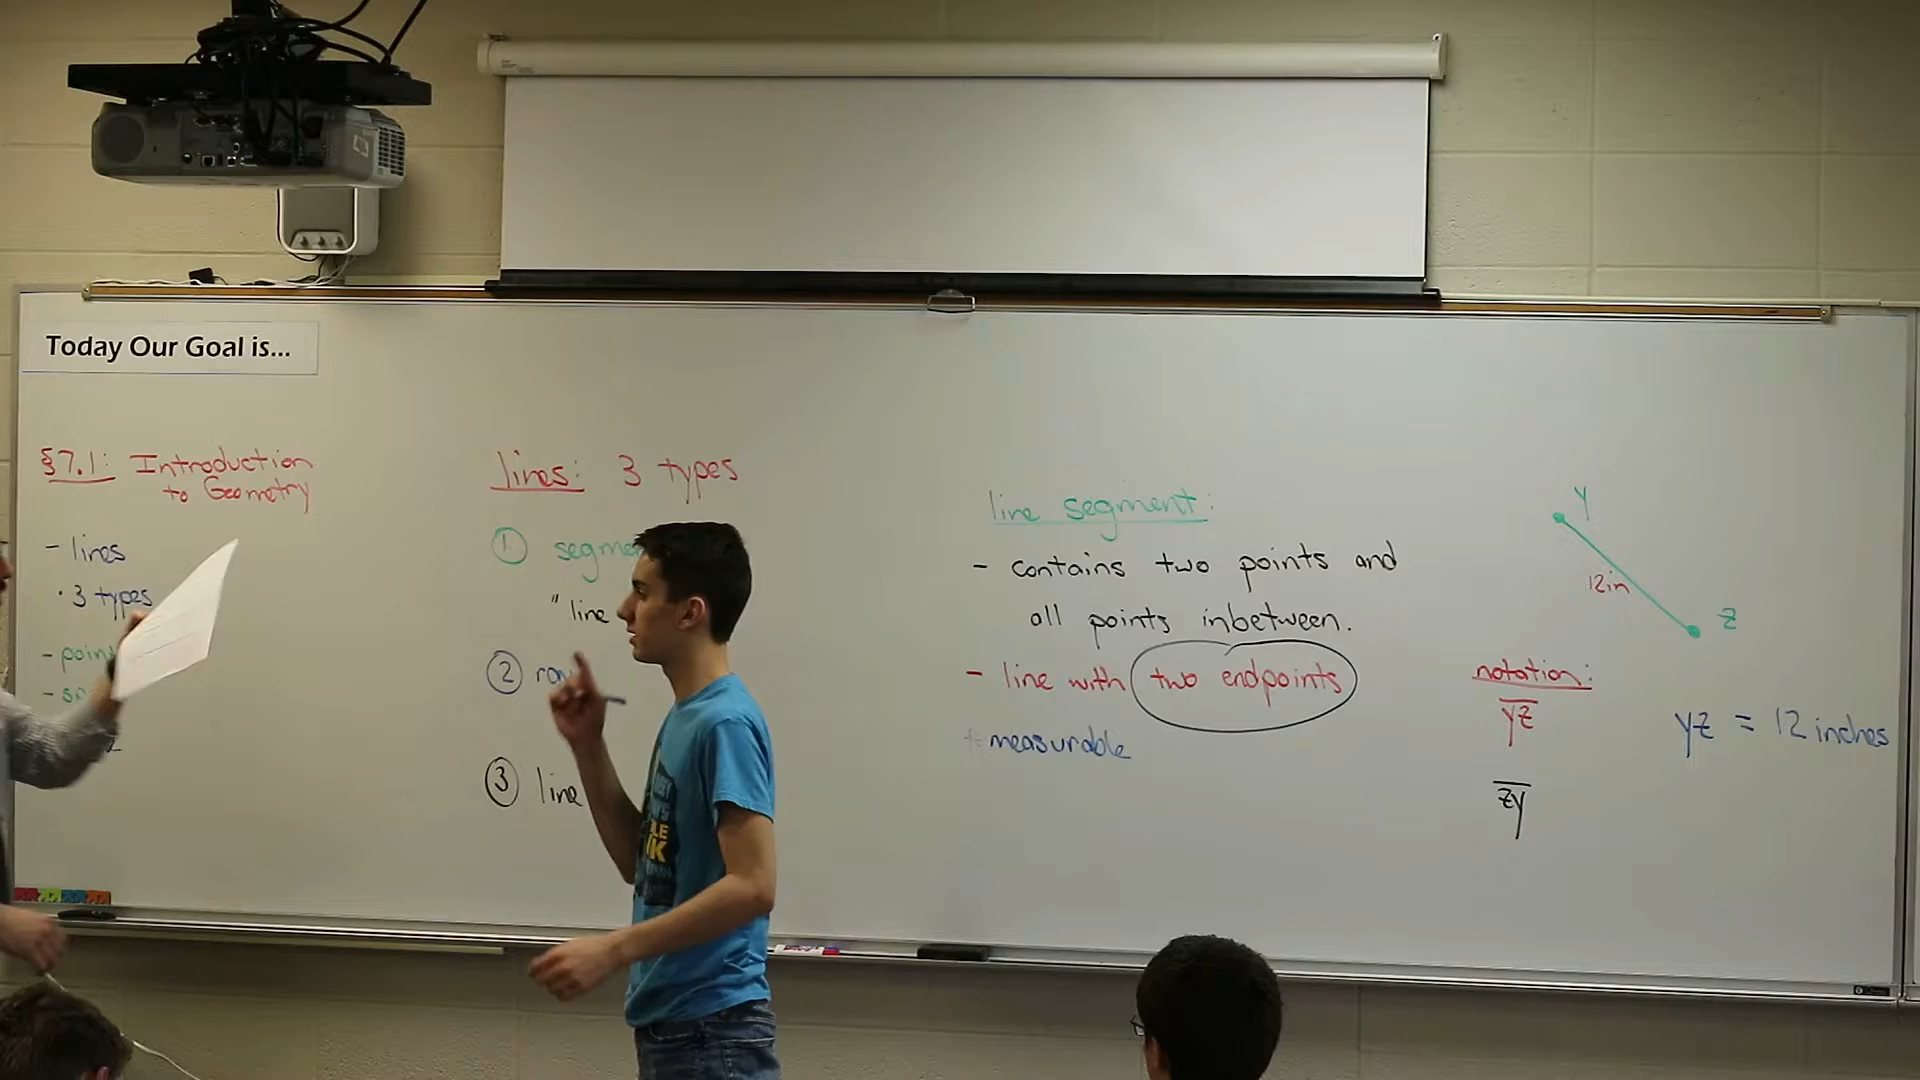 Today Our Goal is...
§7.1: Introduction
to Geometry
- lines
· 3 types
lines: 3 types
①
"line
②
③ line
line segment:
- contains two points and
all points inbetween.
- line with two endpoints
measurable
Y
12in
Z
notation:
YZ
ZY
YZ = 12 inches